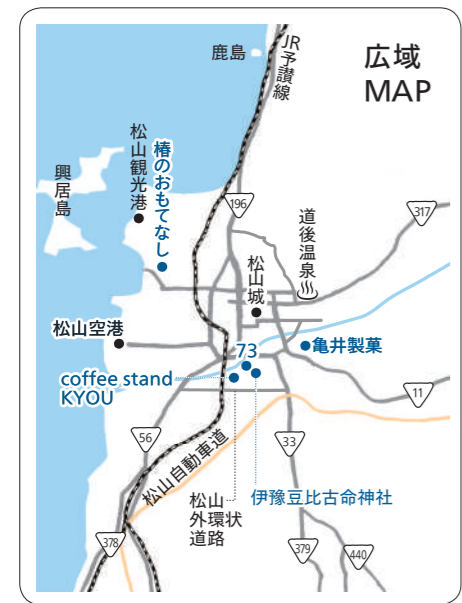 広域
MAP
鹿島
JR予讃線
松山観光港
椿のおもてなし
興居島
196
317
道後温泉
松山城
松山空港
亀井製菓
73
coffee stand
KYOU
11
56
松山自動車道
33
松山
外環状
道路
伊豫豆比古命神社
378
379
440